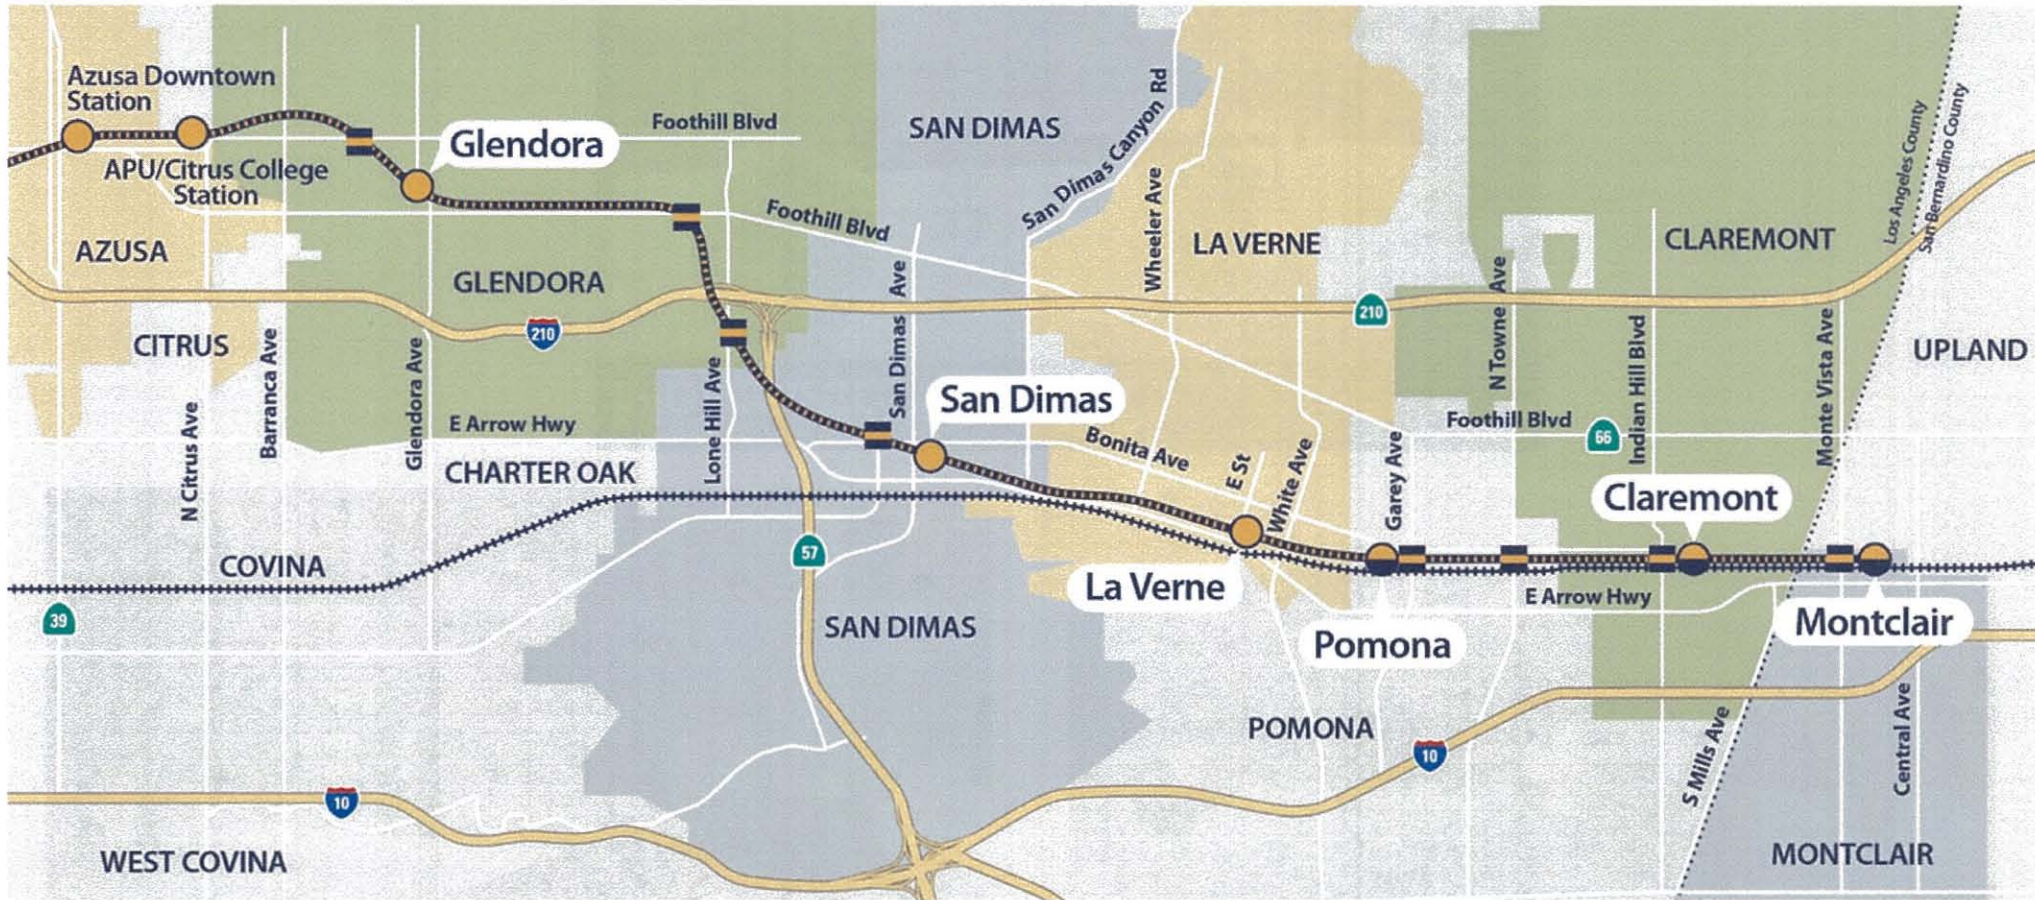 Azusa Downtown
Station
APU/Citrus College
Station
Glendora
Foothill Blvd
SAN DIMAS
San Dimas Canyon Rd
Wheeler Ave
Foothill Blvd
LA VERNE
CLAREMONT
Los Angeles County
San Bernardino County
AZUSA
GLENDORA
210
210
CITRUS
N Citrus Ave
Barranca Ave
Glendora Ave
Lone Hill Ave
San Dimas Ave
San Dimas
N Towne Ave
Indian Hill Blvd
Monte Vista Ave
UPLAND
E Arrow Hwy
CHARTER OAK
Bonita Ave
E St
White Ave
Garey Ave
Foothill Blvd
66
Claremont
COVINA
57
La Verne
E Arrow Hwy
39
SAN DIMAS
Pomona
Montclair
POMONA
10
10
S Mills Ave
Central Ave
WEST COVINA
MONTCLAIR